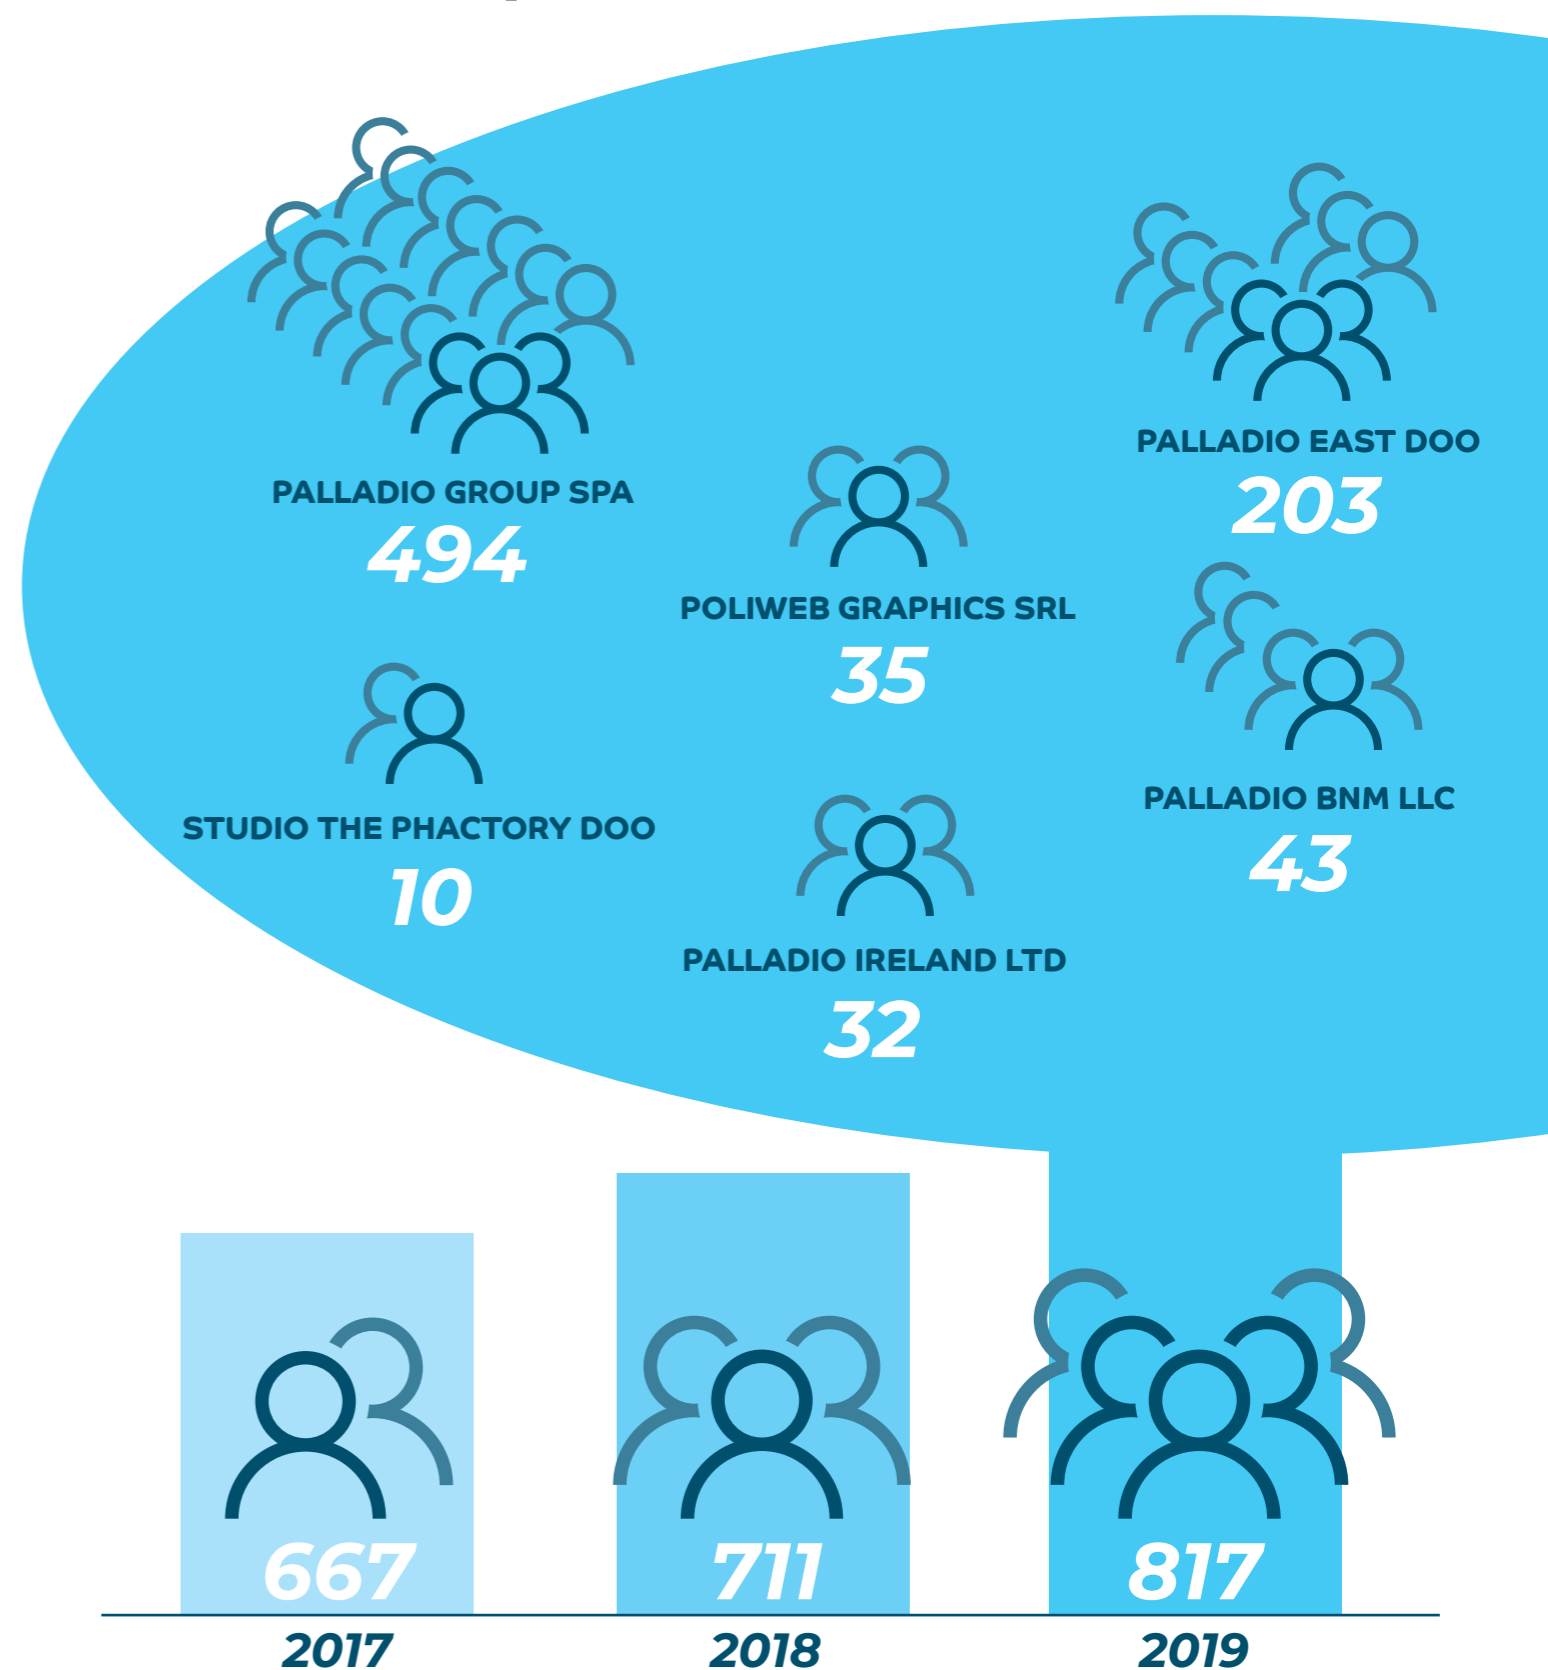 PALLADIO GROUP SPA
494
STUDIO THE PHACTORY DOO
10
POLIWEB GRAPHICS SRL
35
PALLADIO IRELAND LTD
32
PALLADIO EAST DOO
203
PALLADIO BNM LLC
43
667
711
817
2017
2018
2019